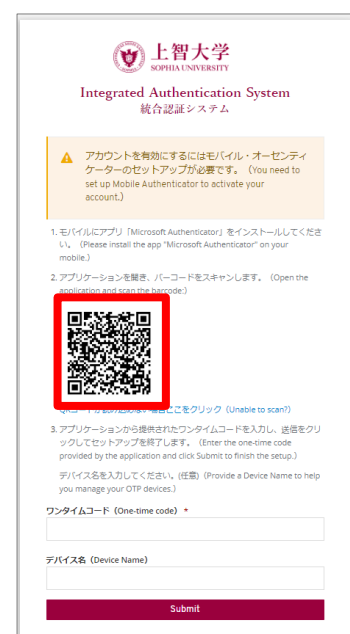 上智大学
SOPHIA UNIVERSITY
Integrated Authentication System
統合認証システム
アカウントを有効にするにはモバイル・オーセンティ
ケーターのセットアップが必要です。（You need to
set up Mobile Authenticator to activate your
account.）
1. モバイルにアプリ「Microsoft Authenticator」をインストールしてくださ
い。（Please install the app "Microsoft Authenticator" on your
mobile.）
2. アプリケーションを開き、バーコードをスキャンします。（Open the
application and scan the barcode:）
QRコードが読み込めない場合ここをクリック（Unable to scan?）
3. アプリケーションから提供されたワンタイムコードを入力し、送信をクリ
ックしてセットアップを終了します。（Enter the one-time code
provided by the application and click Submit to finish the setup.）
デバイス名を入力してください。(任意)（Provide a Device Name to help
you manage your OTP devices.）
ワンタイムコード（One-time code） *
デバイス名（Device Name）
Submit